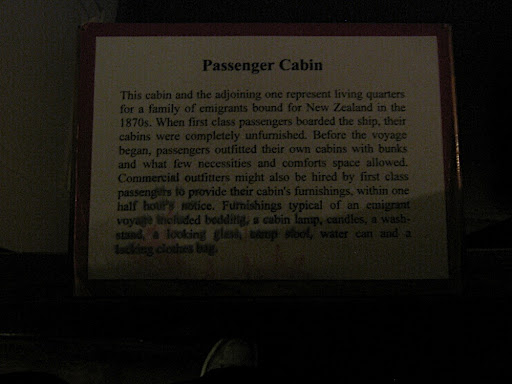 Passenger Cabin
This cabin and the adjoining one represent living quarters
for a family of emigrants bound for New Zealand in the
1870s. When first class passengers boarded the ship, their
cabins were completely unfurnished. Before the voyage
began, passengers outfitted their own cabins with bunks
and what few necessities and comforts space allowed.
Commercial outfitters might also be hired by first class
passengers to provide their cabin's furnishings, within one
half hour's notice. Furnishings typical of an emigrant
voyage included bedding, a cabin lamp, candles, a wash-
stand, a looking glass, camp stool, water can and a
locking clothes bag.